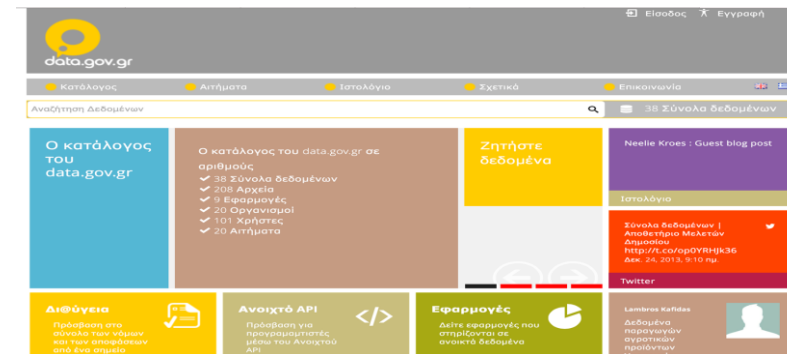 Είσοδος Εγγραφή
data.gov.gr
Κατάλογος Αιτήματα Ιστολόγιο Σχετικά Επικοινωνία
Αναζήτηση Δεδομένων
38 Σύνολα δεδομένων
Ο κατάλογος
του
data.gov.gr
Ο κατάλογος του data.gov.gr σε
αριθμούς
38 Σύνολα δεδομένων
208 Αρχεία
9 Εφαρμογές
20 Οργανισμοί
101 Χρήστες
20 Αιτήματα
Ζητήστε
δεδομένα
Neelie Kroes : Guest blog post
Ιστολόγιο
Σύνολα δεδομένων |
Αποθετήριο Μελετών
Δημοσίου
http://t.co/op0YRHJk36
Δεκ. 24, 2013, 9:10 πμ.
Twitter
Δι@ύγεια
Πρόσβαση στο
σύνολο των νόμων
και των αποφάσεων
από ένα σημείο
Ανοιχτό API
Πρόσβαση για
προγραμματιστές
μέσω του Ανοιχτού
API
</>
Εφαρμογές
Δείτε εφαρμογές που
στηρίζονται σε
ανοικτά δεδομένα
Lambros Kafidas
Δεδομένα
παραγωγών
αγροτικών
προϊόντων